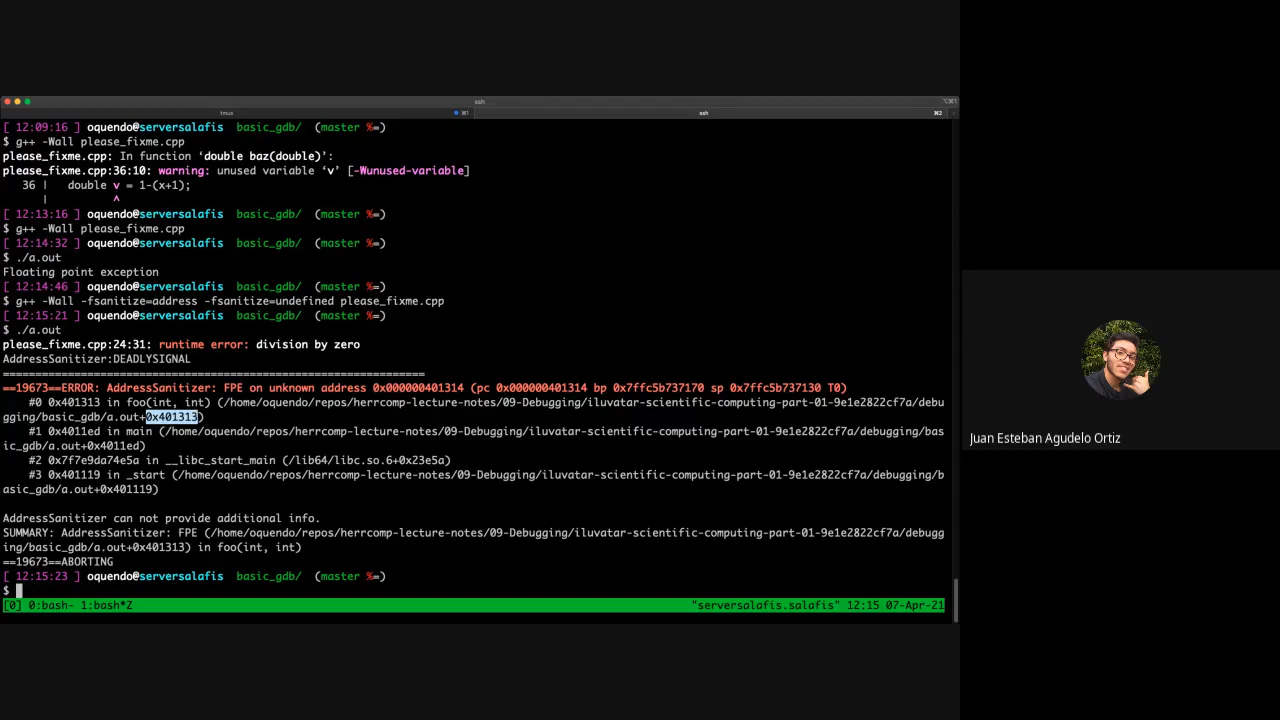 ssh
⌥⌘1
tmux
⌘1
ssh
⌘2
[ 12:09:16 ] oquendo@serversalafis basic_gdb/ (master %=)
$ g++ -Wall please_fixme.cpp
please_fixme.cpp: In function ‘double baz(double)’:
please_fixme.cpp:36:10: warning: unused variable ‘v’ [-Wunused-variable]
36 | double v = 1-(x+1);
| ^
[ 12:13:16 ] oquendo@serversalafis basic_gdb/ (master %=)
$ g++ -Wall please_fixme.cpp
[ 12:14:32 ] oquendo@serversalafis basic_gdb/ (master %=)
$ ./a.out
Floating point exception
[ 12:14:46 ] oquendo@serversalafis basic_gdb/ (master %=)
$ g++ -Wall -fsanitize=address -fsanitize=undefined please_fixme.cpp
[ 12:15:21 ] oquendo@serversalafis basic_gdb/ (master %=)
$ ./a.out
please_fixme.cpp:24:31: runtime error: division by zero
AddressSanitizer:DEADLYSIGNAL
=================================================================
==19673==ERROR: AddressSanitizer: FPE on unknown address 0x000000401314 (pc 0x000000401314 bp 0x7ffc5b737170 sp 0x7ffc5b737130 T0)
#0 0x401313 in foo(int, int) (/home/oquendo/repos/herrcomp-lecture-notes/09-Debugging/iluvatar-scientific-computing-part-01-9e1e2822cf7a/debu
gging/basic_gdb/a.out+0x401313)
#1 0x4011ed in main (/home/oquendo/repos/herrcomp-lecture-notes/09-Debugging/iluvatar-scientific-computing-part-01-9e1e2822cf7a/debugging/bas
ic_gdb/a.out+0x4011ed)
#2 0x7f7e9da74e5a in __libc_start_main (/lib64/libc.so.6+0x23e5a)
#3 0x401119 in _start (/home/oquendo/repos/herrcomp-lecture-notes/09-Debugging/iluvatar-scientific-computing-part-01-9e1e2822cf7a/debugging/b
asic_gdb/a.out+0x401119)
AddressSanitizer can not provide additional info.
SUMMARY: AddressSanitizer: FPE (/home/oquendo/repos/herrcomp-lecture-notes/09-Debugging/iluvatar-scientific-computing-part-01-9e1e2822cf7a/debugg
ing/basic_gdb/a.out+0x401313) in foo(int, int)
==19673==ABORTING
[ 12:15:23 ] oquendo@serversalafis basic_gdb/ (master %=)
$
[0] 0:bash- 1:bash*Z "serversalafis.salafis" 12:15 07-Apr-21
Juan Esteban Agudelo Ortiz